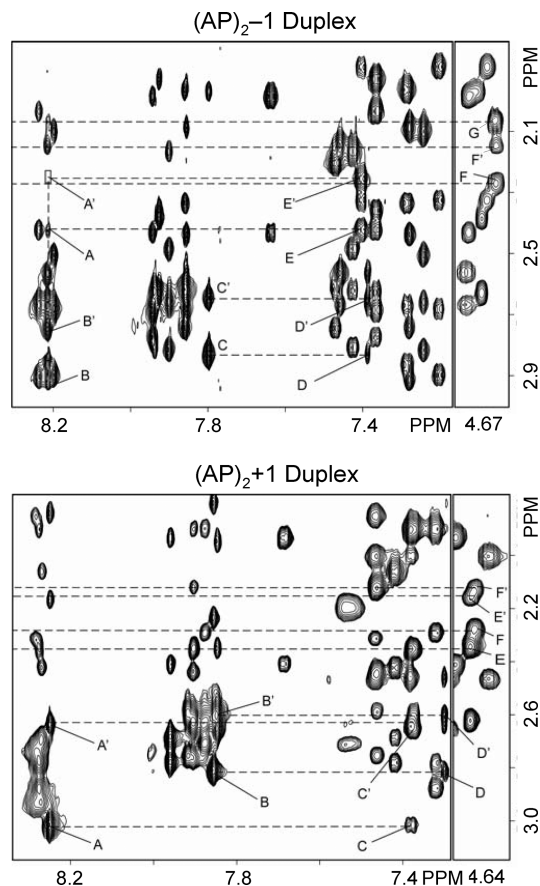 (AP)₂–1 Duplex
PPM
2.1
2.5
2.9
G
F'
F
A'
E'
A
E
C'
B'
D'
C
B
D
8.2
7.8
7.4
PPM
4.67
(AP)₂+1 Duplex
PPM
2.2
2.6
3.0
F'
E'
F
E
B'
A'
D'
C'
B
D
A
C
8.2
7.8
7.4
PPM
4.64